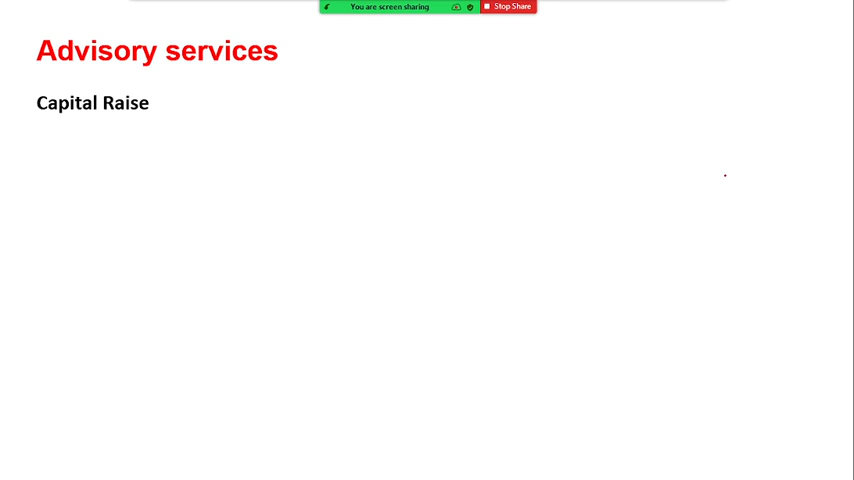 You are screen sharing
Stop Share
Advisory services
Capital Raise